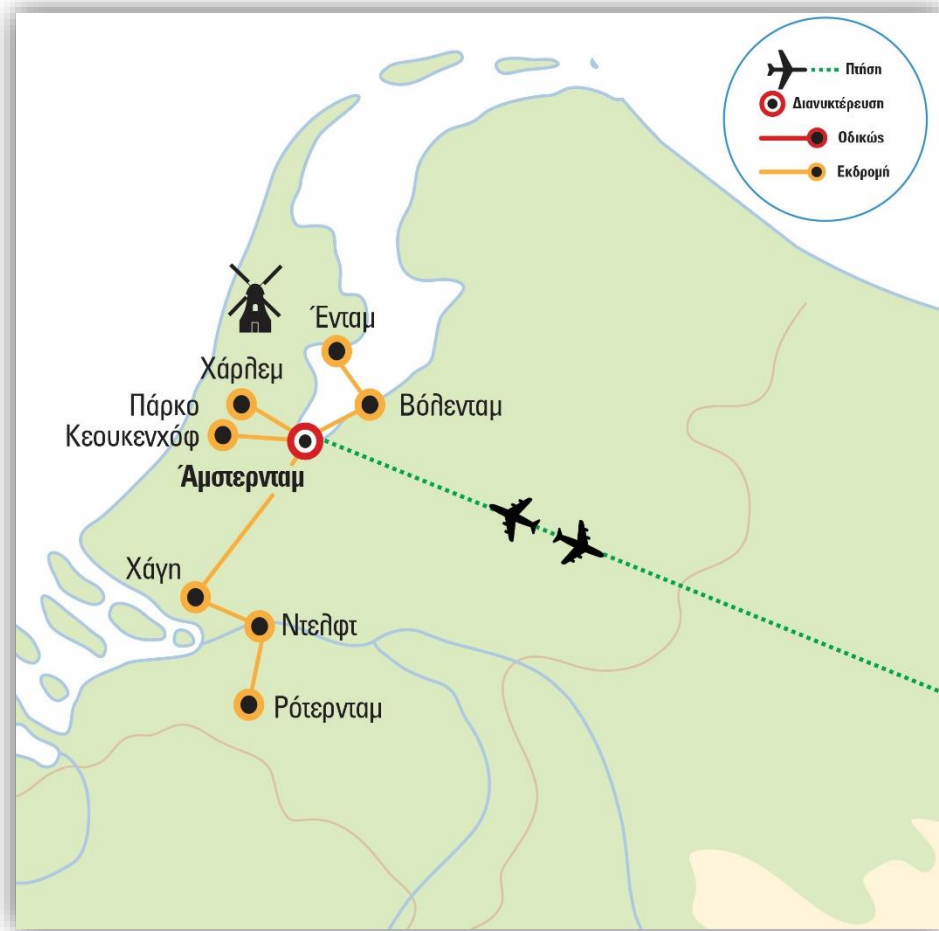 Πτήση
Διανυκτέρευση
Οδικώς
Εκδρομή
Ένταμ
Χάρλεμ
Πάρκο
Κεουκενχόφ
Βόλενταμ
Άμστερνταμ
Χάγη
Ντελφτ
Ρότερνταμ